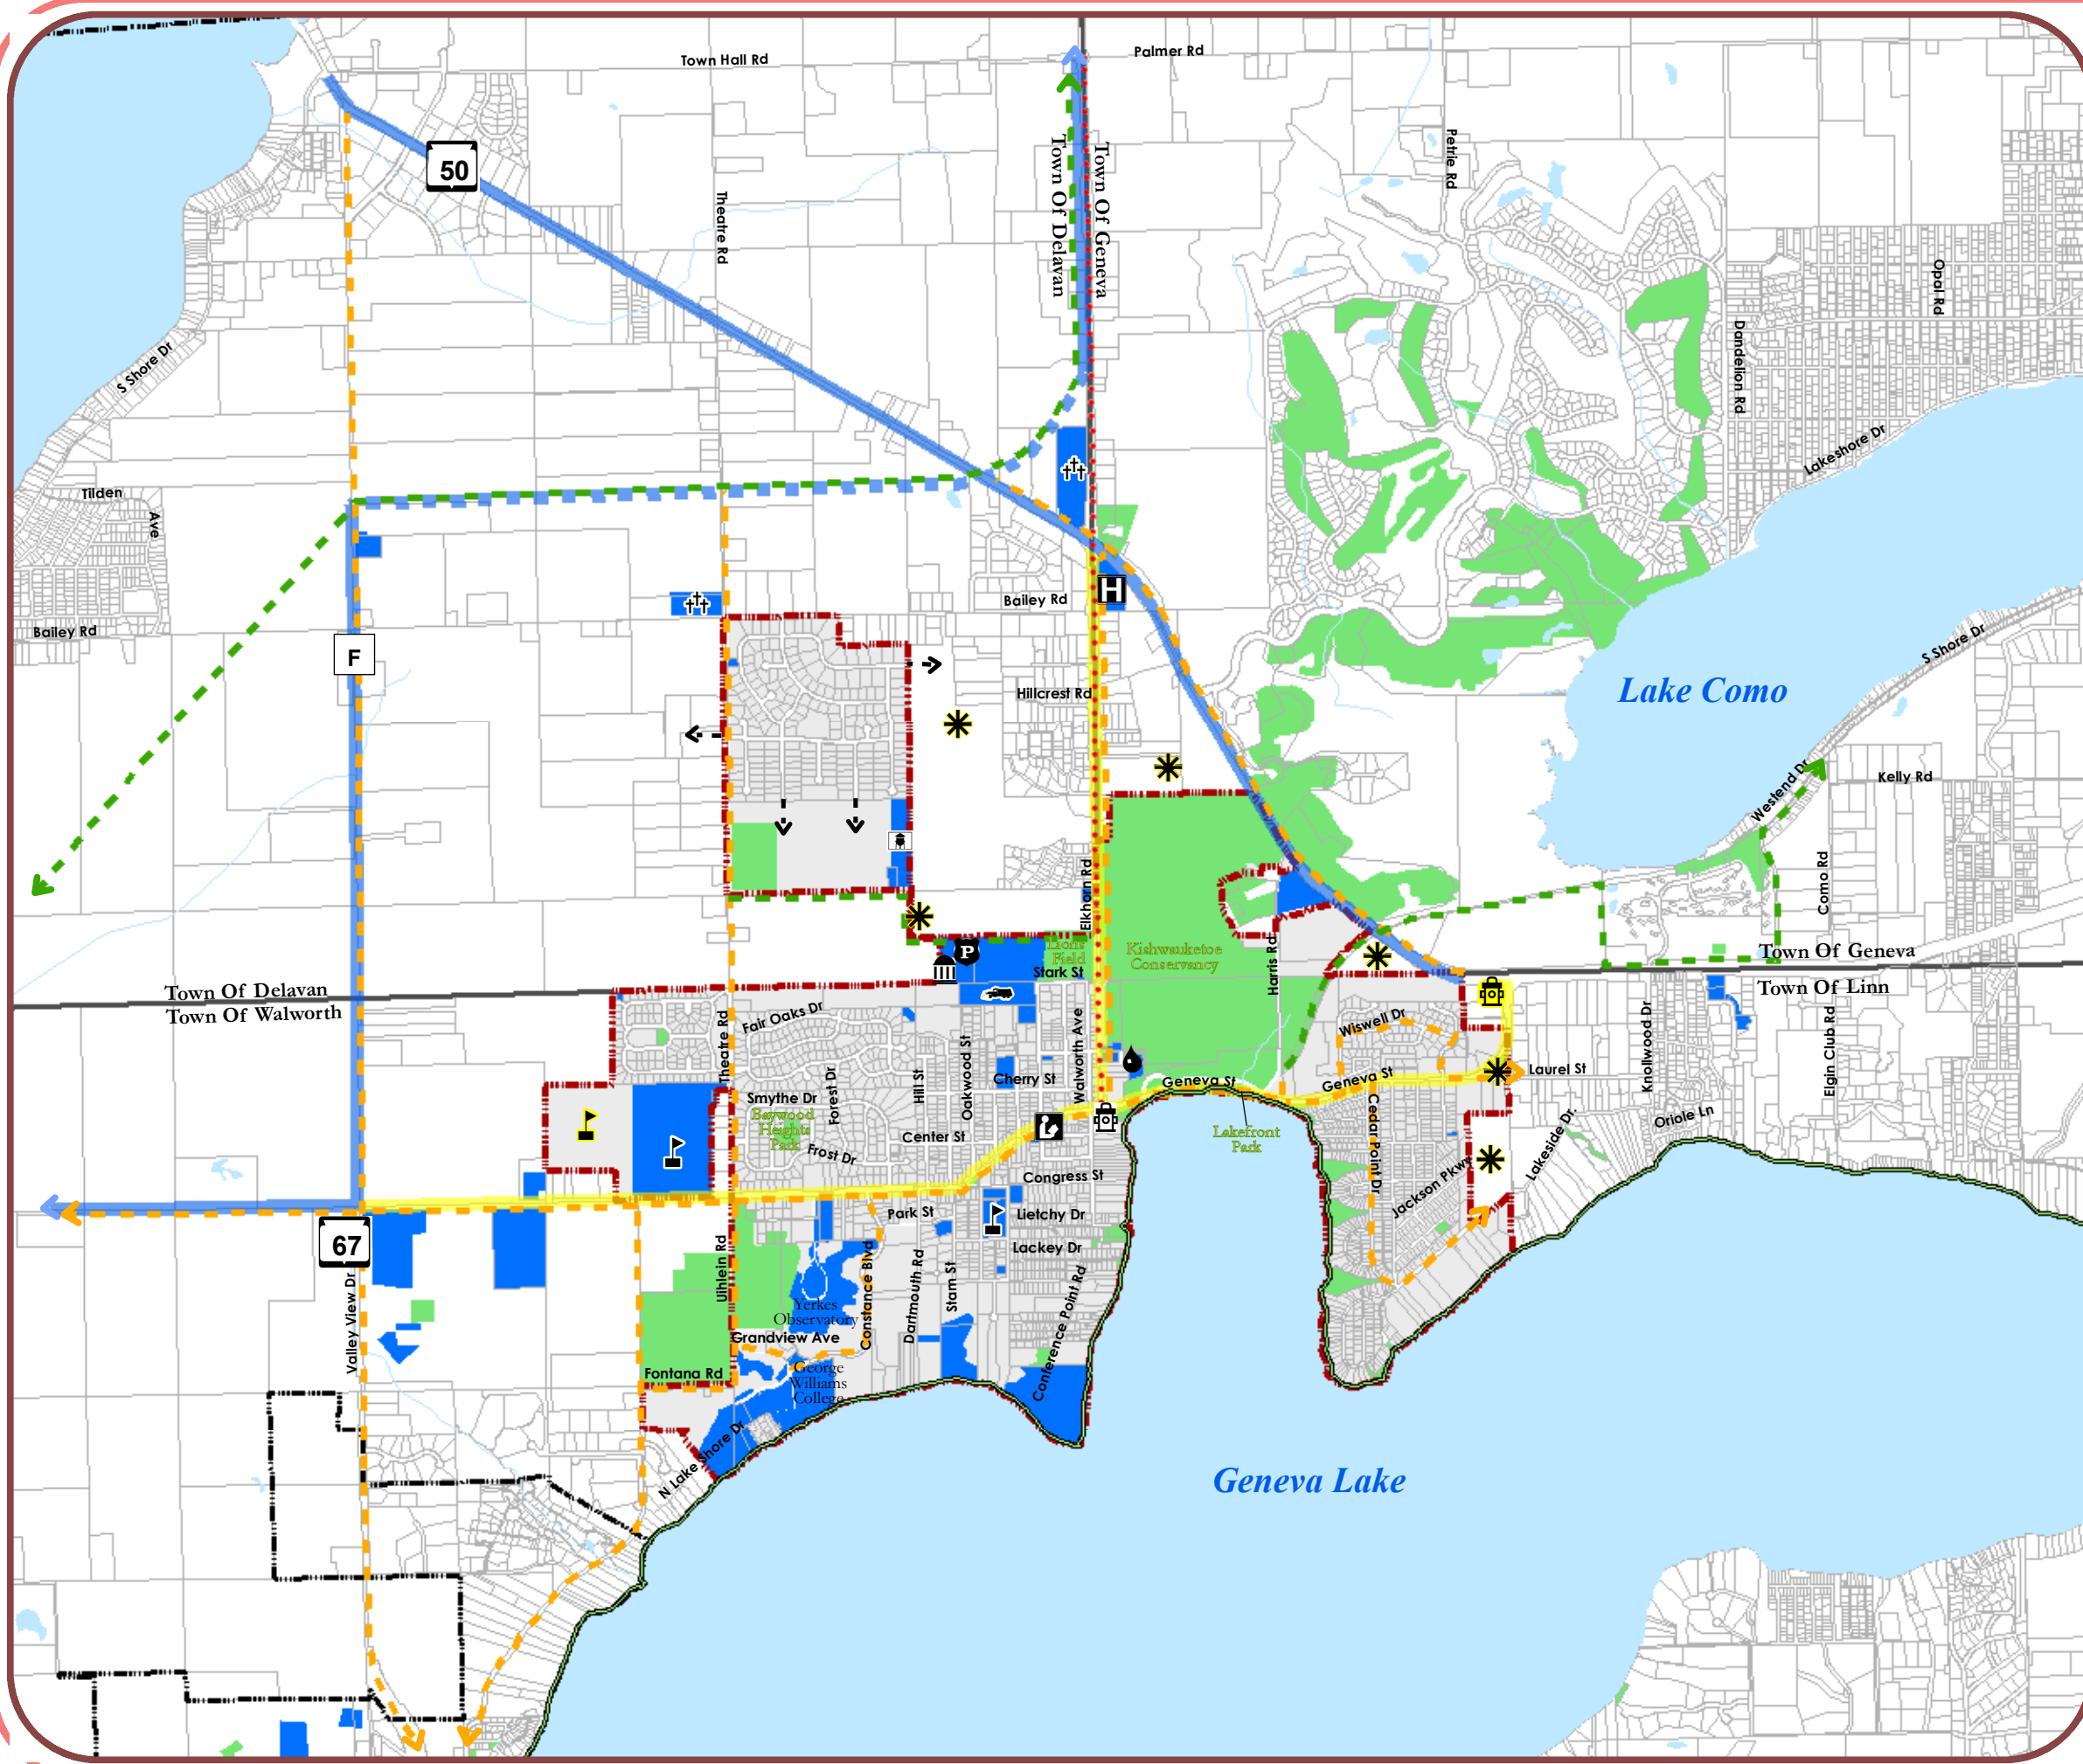 Town Hall Rd
Palmer Rd
50
Theatre Rd
Town Of Delavan
Town Of Geneva
Petrie Rd
Opal Rd
Dandelion Rd
S Shore Dr
Lakeshore Dr
Tilden
Ave
Bailey Rd
Bailey Rd
H
S Shore Dr
F
Hillcrest Rd
Lake Como
Westend Dr
Kelly Rd
Elkhorn Rd
Como Rd
P
Lions
Field
Kishwauketoe
Conservancy
Harris Rd
Stark St
Town Of Geneva
Town Of Linn
Town Of Delavan
Town Of Walworth
Theatre Rd
Fair Oaks Dr
Wiswell Dr
Knollwood Dr
Elgin Club Rd
Oakwood St
Walworth Ave
Forest Dr
Hill St
Cherry St
Geneva St
Geneva St
Laurel St
Smythe Dr
Baywood
Heights
Park
Frost Dr
Center St
Cedar Point Dr
Lakefront
Park
Oriole Ln
Lakeside Dr.
Jackson Pkwy
Congress St
Park St
Lietchy Dr
Lackey Dr
67
Uihlein Rd
Valley View Dr
Constance Blvd
Dartmouth Rd
Stam St
Conference Point Rd
Yerkes
Observatory
Grandview Ave
Fontana Rd
George
Williams
College
N Lake Shore Dr
Geneva Lake